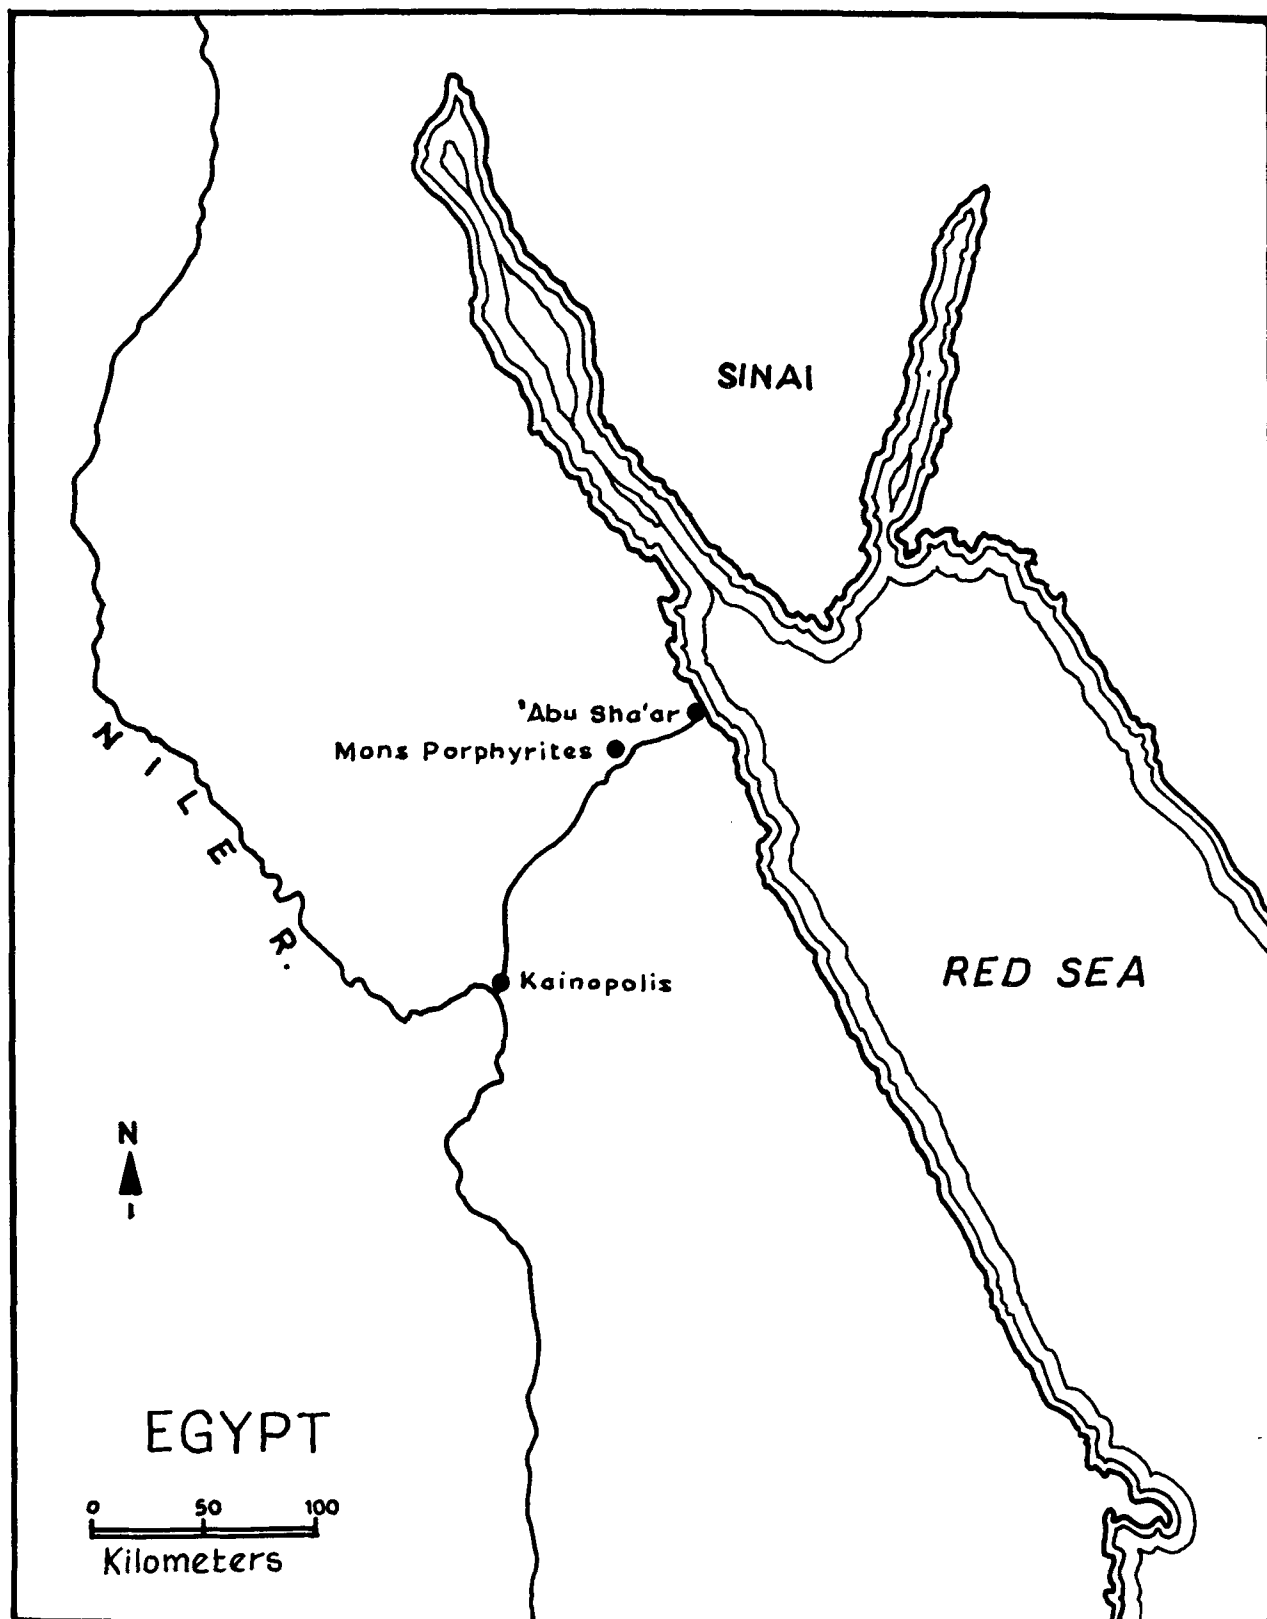 SINAI
'Abu Sha'ar
Mons Porphyrites
NILE R.
RED SEA
Kainopolis
N
EGYPT
0 50 100
Kilometers